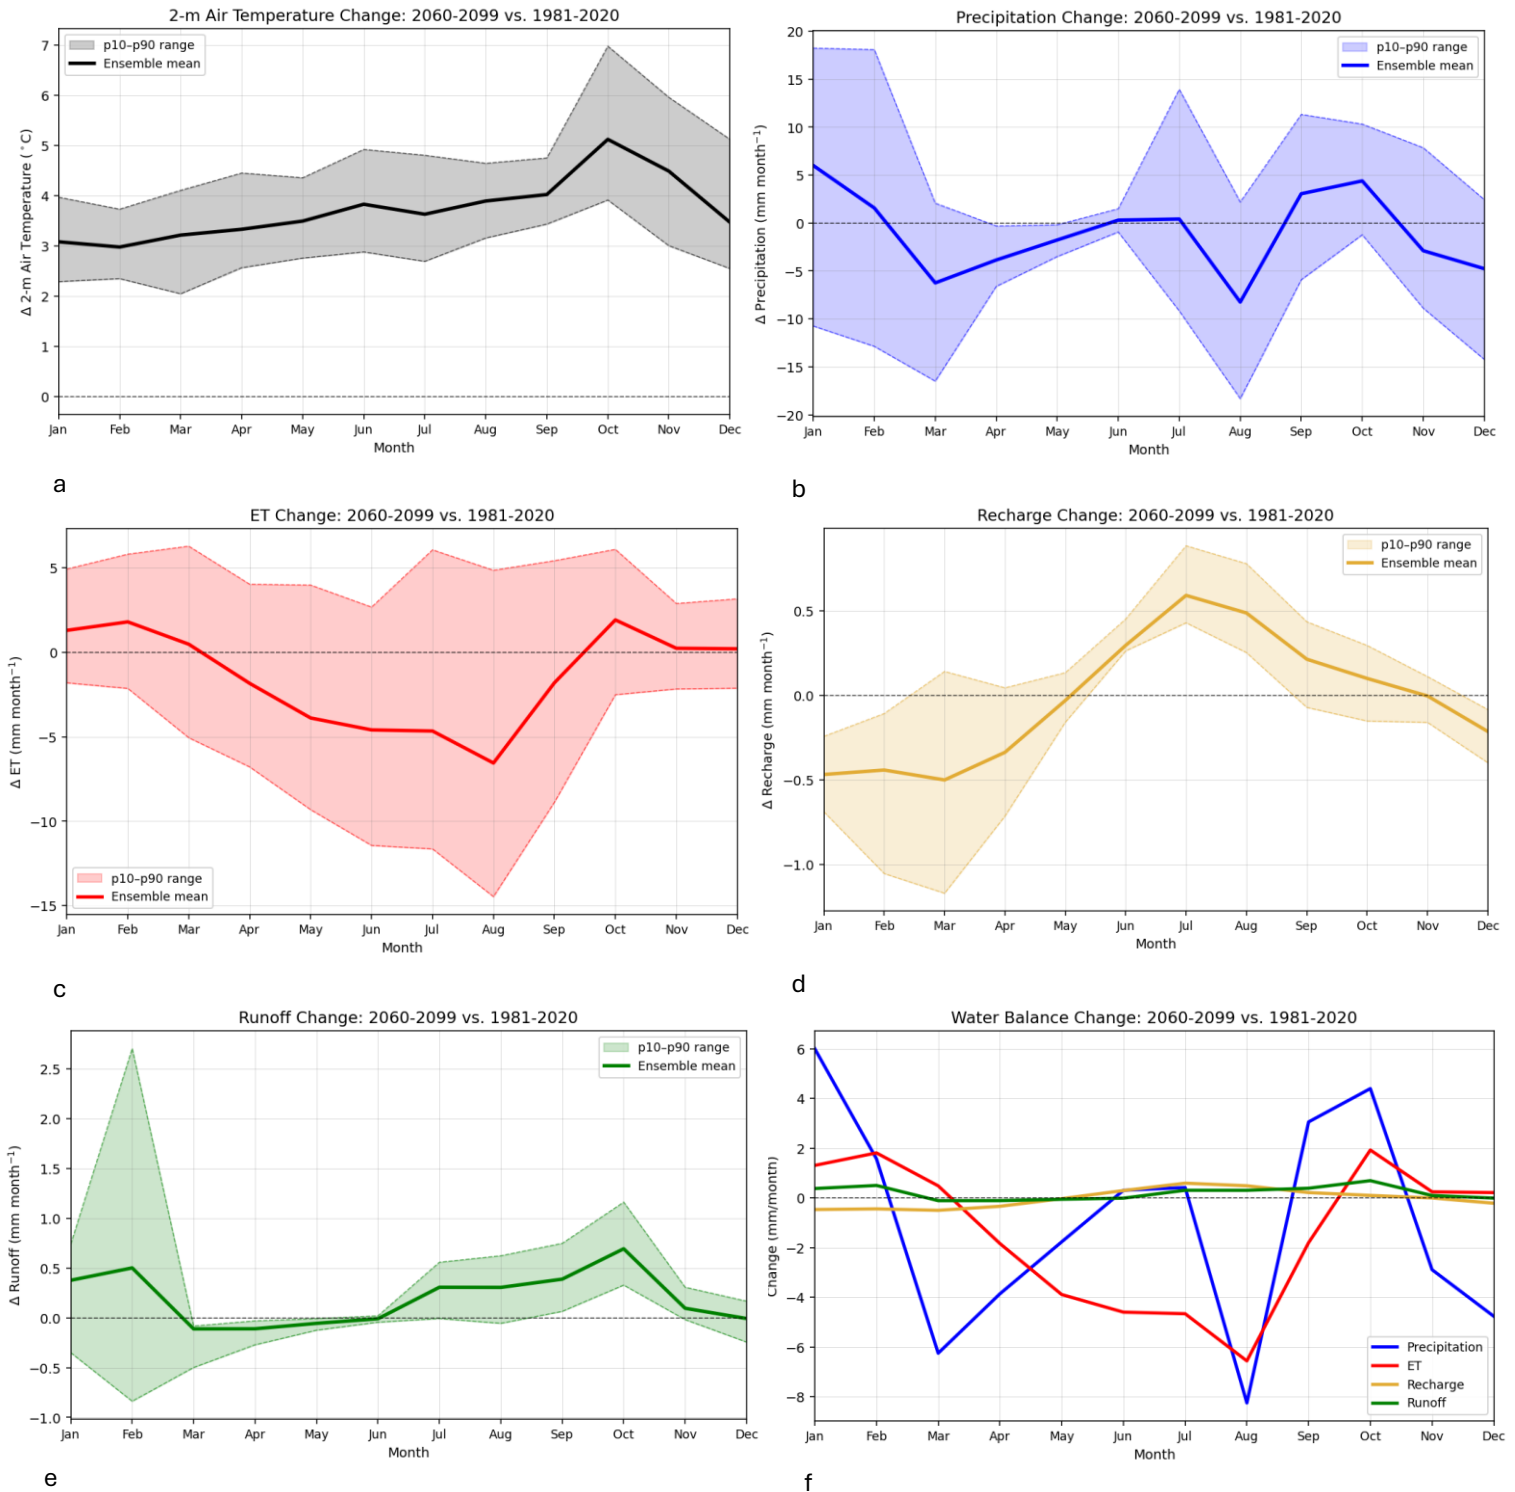 2-m Air Temperature Change: 2060-2099 vs. 1981-2020
7
6
5
4
3
2
1
0
Δ 2-m Air Temperature (°C)
p10–p90 range
Ensemble mean
Jan Feb Mar Apr May Jun Jul Aug Sep Oct Nov Dec
Month
a
Precipitation Change: 2060-2099 vs. 1981-2020
20
15
10
5
0
−5
−10
−15
−20
Δ Precipitation (mm month−1)
p10–p90 range
Ensemble mean
Jan Feb Mar Apr May Jun Jul Aug Sep Oct Nov Dec
Month
b
ET Change: 2060-2099 vs. 1981-2020
5
0
−5
−10
−15
Δ ET (mm month−1)
p10–p90 range
Ensemble mean
Jan Feb Mar Apr May Jun Jul Aug Sep Oct Nov Dec
Month
c
Recharge Change: 2060-2099 vs. 1981-2020
0.5
0.0
−0.5
−1.0
Δ Recharge (mm month−1)
p10–p90 range
Ensemble mean
Jan Feb Mar Apr May Jun Jul Aug Sep Oct Nov Dec
Month
d
Runoff Change: 2060-2099 vs. 1981-2020
2.5
2.0
1.5
1.0
0.5
0.0
−0.5
−1.0
Δ Runoff (mm month−1)
p10–p90 range
Ensemble mean
Jan Feb Mar Apr May Jun Jul Aug Sep Oct Nov Dec
Month
e
Water Balance Change: 2060-2099 vs. 1981-2020
6
4
2
0
−2
−4
−6
−8
Change (mm/month)
Precipitation
ET
Recharge
Runoff
Jan Feb Mar Apr May Jun Jul Aug Sep Oct Nov Dec
Month
f